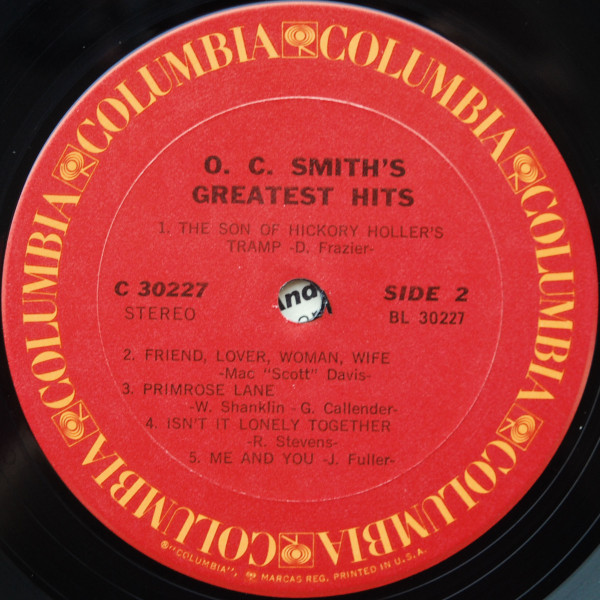 COLUMBIA COLUMBIA COLUMBIA COLUMBIA COLUMBIA COLUMBIA
O. C. SMITH'S
GREATEST HITS
1. THE SON OF HICKORY HOLLER'S
TRAMP -D. Frazier-
C 30227
STEREO
And
SIDE 2
BL 30227
2. FRIEND, LOVER, WOMAN, WIFE
-Mac "Scott" Davis-
3. PRIMROSE LANE
-W. Shanklin - G. Callender-
4. ISN'T IT LONELY TOGETHER
-R. Stevens-
5. ME AND YOU -J. Fuller-
®"COLUMBIA", MARCAS REG. PRINTED IN U.S.A.